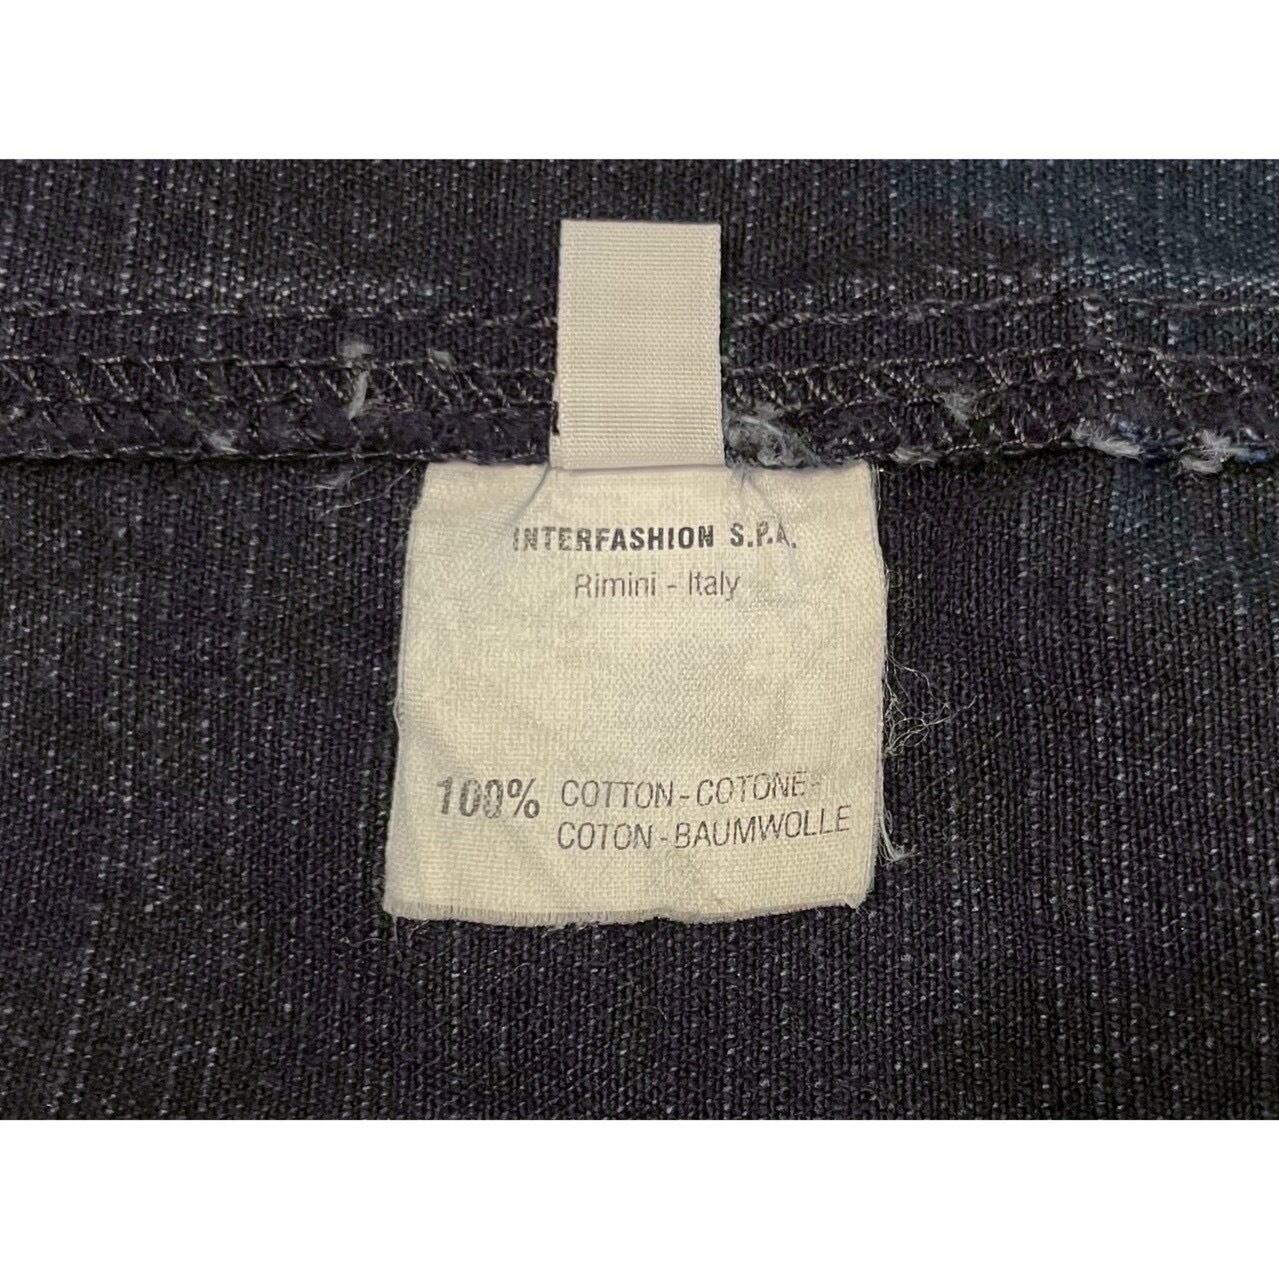 INTERFASHION S.P.A.
Rimini - Italy
100% COTTON - COTONE -
COTON - BAUMWOLLE